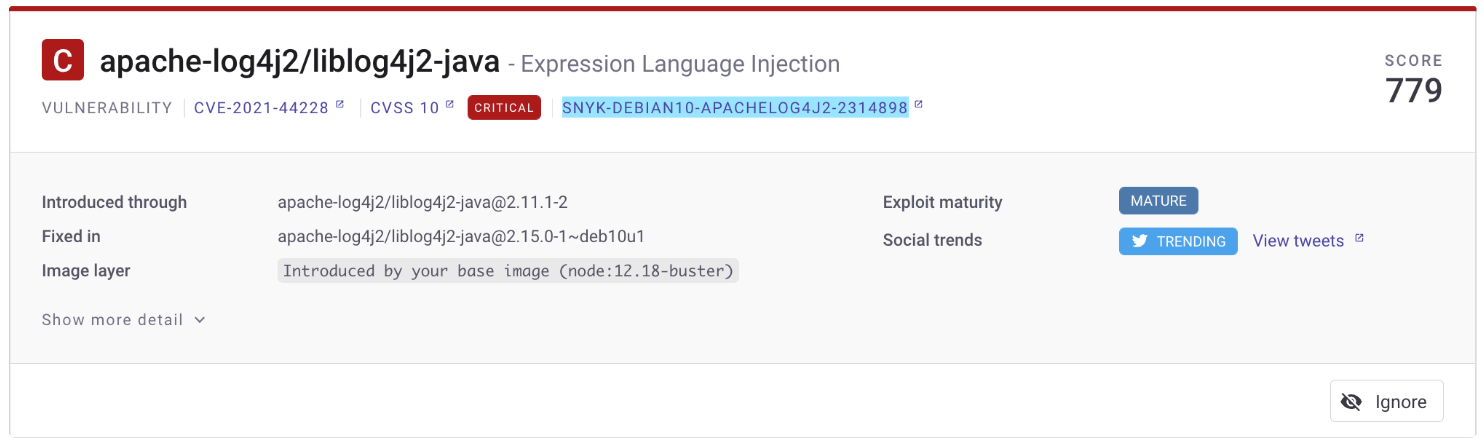 C apache-log4j2/liblog4j2-java - Expression Language Injection
SCORE
779
VULNERABILITY CVE-2021-44228 CVSS 10 CRITICAL SNYK-DEBIAN10-APACHELOG4J2-2314898
Introduced through apache-log4j2/liblog4j2-java@2.11.1-2
Fixed in apache-log4j2/liblog4j2-java@2.15.0-1~deb10u1
Image layer Introduced by your base image (node:12.18-buster)
Exploit maturity MATURE
Social trends TRENDING View tweets
Show more detail
Ignore